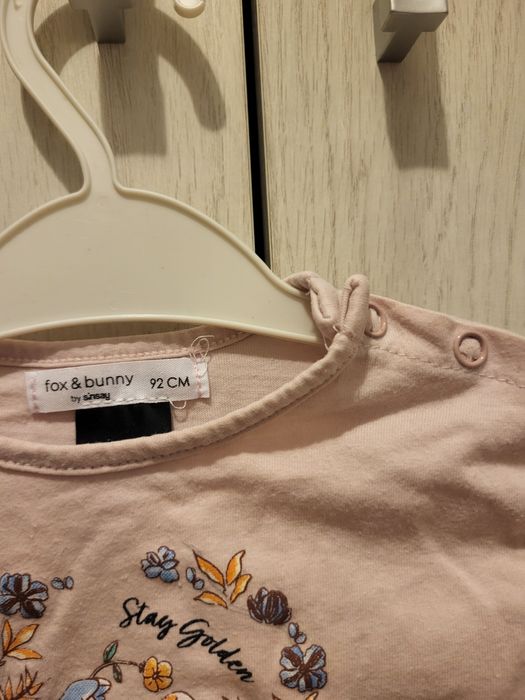 fox & bunny
by sinsay
92 CM
Stay Golden